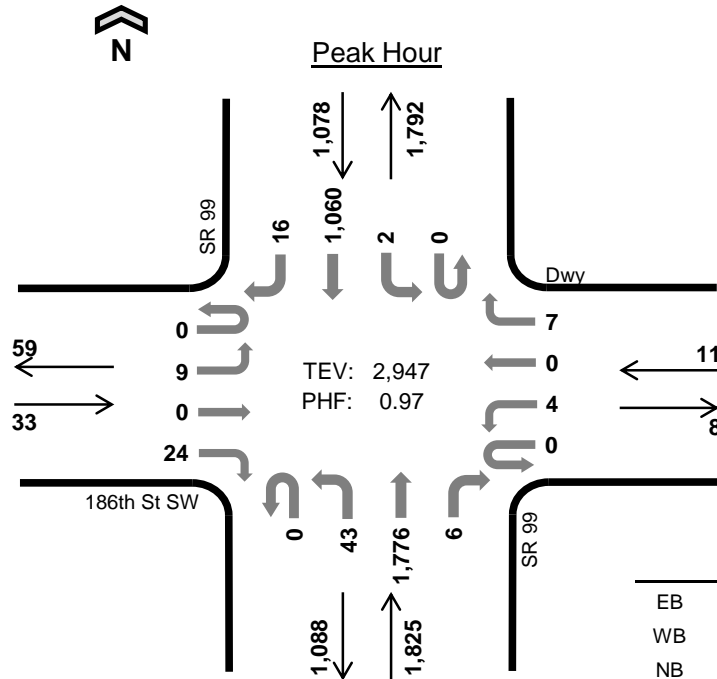 N
Peak Hour
1,078
1,792
SR 99
16
1,060
2
0
Dwy
0
9
0
24
7
0
4
0
59
33
11
8
TEV: 2,947
PHF: 0.97
186th St SW
0
43
1,776
6
SR 99
1,088
1,825
EB
WB
NB